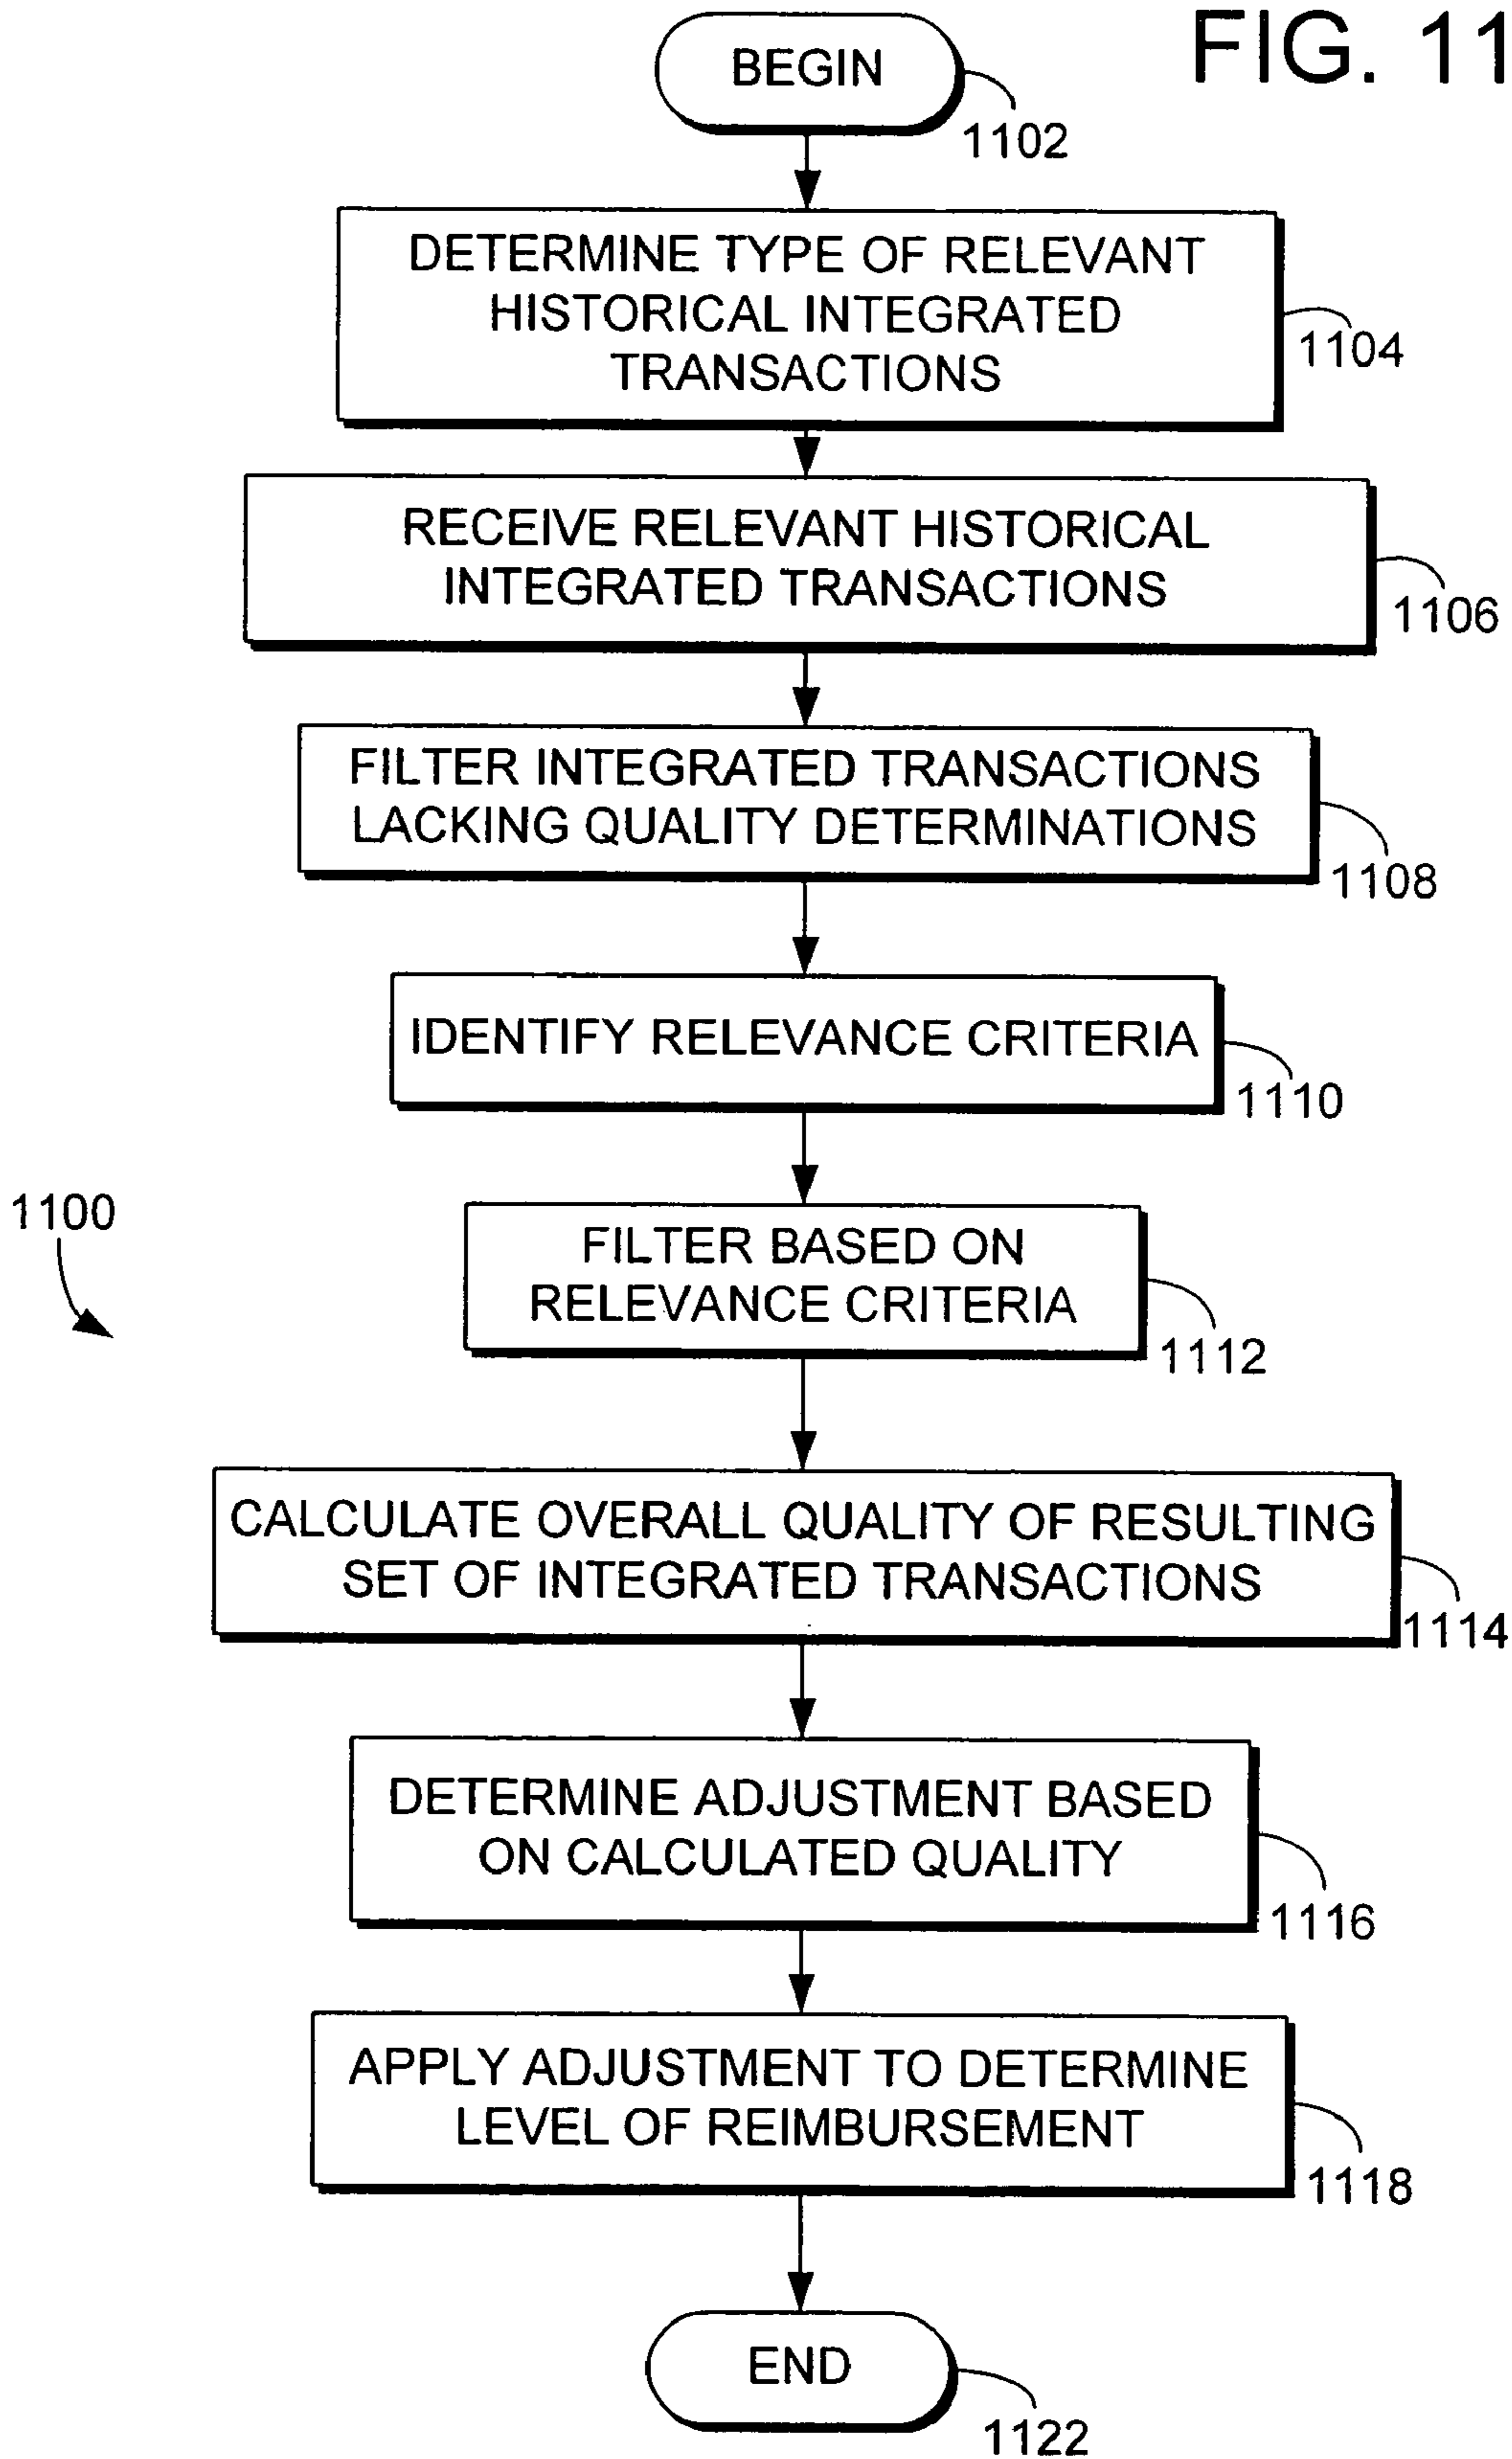 FIG. 11
BEGIN
1102
DETERMINE TYPE OF RELEVANT
HISTORICAL INTEGRATED
TRANSACTIONS
1104
RECEIVE RELEVANT HISTORICAL
INTEGRATED TRANSACTIONS
1106
FILTER INTEGRATED TRANSACTIONS
LACKING QUALITY DETERMINATIONS
1108
IDENTIFY RELEVANCE CRITERIA
1110
1100
FILTER BASED ON
RELEVANCE CRITERIA
1112
CALCULATE OVERALL QUALITY OF RESULTING
SET OF INTEGRATED TRANSACTIONS
1114
DETERMINE ADJUSTMENT BASED
ON CALCULATED QUALITY
1116
APPLY ADJUSTMENT TO DETERMINE
LEVEL OF REIMBURSEMENT
1118
END
1122